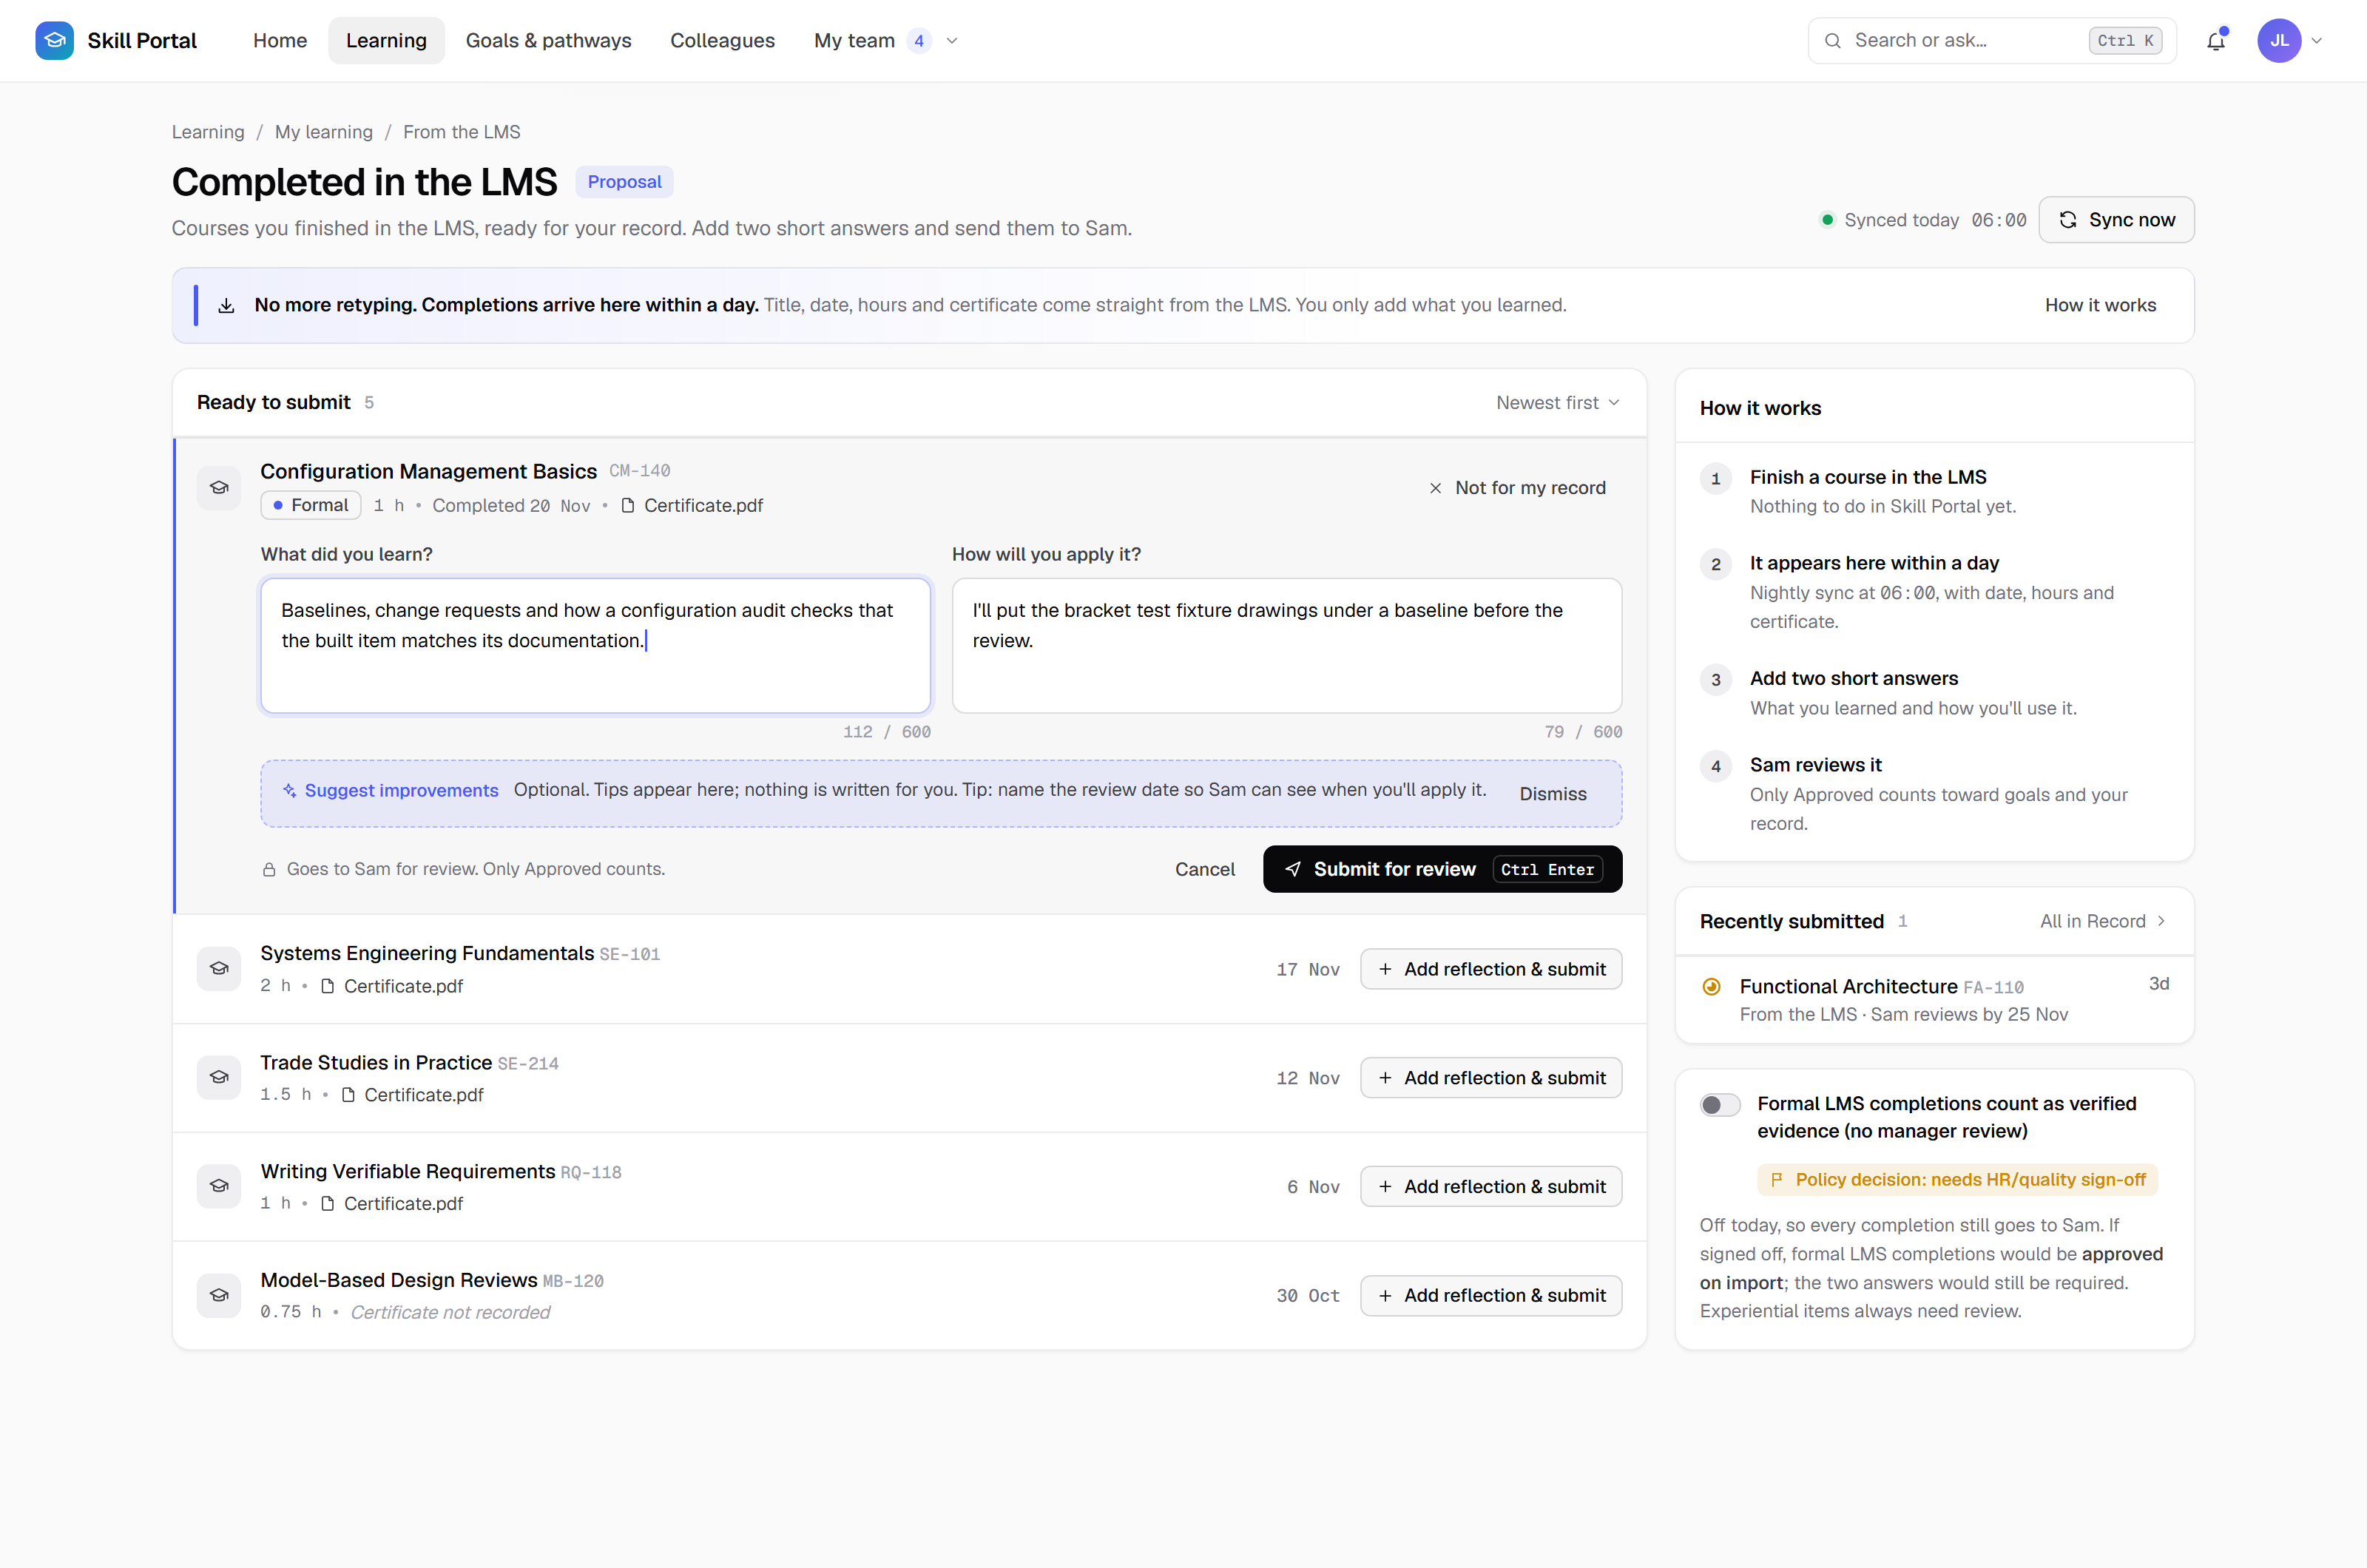 Skill Portal
Home
Learning
Goals & pathways
Colleagues
My team 4
Search or ask...
Ctrl K
JL
Learning / My learning / From the LMS
Completed in the LMS
Proposal
Courses you finished in the LMS, ready for your record. Add two short answers and send them to Sam.
Synced today 06:00
Sync now
No more retyping. Completions arrive here within a day. Title, date, hours and certificate come straight from the LMS. You only add what you learned.
How it works
Ready to submit 5
Newest first
Configuration Management Basics CM-140
Formal 1 h • Completed 20 Nov • Certificate.pdf
Not for my record
What did you learn?
Baselines, change requests and how a configuration audit checks that
the built item matches its documentation.
112 / 600
How will you apply it?
I'll put the bracket test fixture drawings under a baseline before the
review.
79 / 600
Suggest improvements Optional. Tips appear here; nothing is written for you. Tip: name the review date so Sam can see when you'll apply it.
Dismiss
Goes to Sam for review. Only Approved counts.
Cancel
Submit for review Ctrl Enter
Systems Engineering Fundamentals SE-101
2 h • Certificate.pdf
17 Nov
+ Add reflection & submit
Trade Studies in Practice SE-214
1.5 h • Certificate.pdf
12 Nov
+ Add reflection & submit
Writing Verifiable Requirements RQ-118
1 h • Certificate.pdf
6 Nov
+ Add reflection & submit
Model-Based Design Reviews MB-120
0.75 h • Certificate not recorded
30 Oct
+ Add reflection & submit
How it works
1 Finish a course in the LMS
Nothing to do in Skill Portal yet.
2 It appears here within a day
Nightly sync at 06:00, with date, hours and
certificate.
3 Add two short answers
What you learned and how you'll use it.
4 Sam reviews it
Only Approved counts toward goals and your
record.
Recently submitted 1
All in Record
Functional Architecture FA-110
3d
From the LMS · Sam reviews by 25 Nov
Formal LMS completions count as verified
evidence (no manager review)
Policy decision: needs HR/quality sign-off
Off today, so every completion still goes to Sam. If
signed off, formal LMS completions would be approved
on import; the two answers would still be required.
Experiential items always need review.